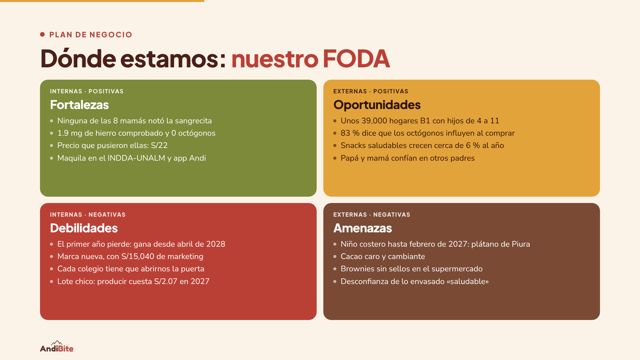 PLAN DE NEGOCIO
Dónde estamos: nuestro FODA
INTERNAS · POSITIVAS
Fortalezas
Ninguna de las 8 mamás notó la sangrecita
1.9 mg de hierro comprobado y 0 octógonos
Precio que pusieron ellas: S/22
Maquila en el INDDA-UNALM y app Andi
EXTERNAS · POSITIVAS
Oportunidades
Unos 39,000 hogares B1 con hijos de 4 a 11
83 % dice que los octógonos influyen al comprar
Snacks saludables crecen cerca de 6 % al año
Papá y mamá confían en otros padres
INTERNAS · NEGATIVAS
Debilidades
El primer año pierde: gana desde abril de 2028
Marca nueva, con S/15,040 de marketing
Cada colegio tiene que abrirnos la puerta
Lote chico: producir cuesta S/2.07 en 2027
EXTERNAS · NEGATIVAS
Amenazas
Niño costero hasta febrero de 2027: plátano de Piura
Cacao caro y cambiante
Brownies sin sellos en el supermercado
Desconfianza de lo envasado «saludable»
AndiBite